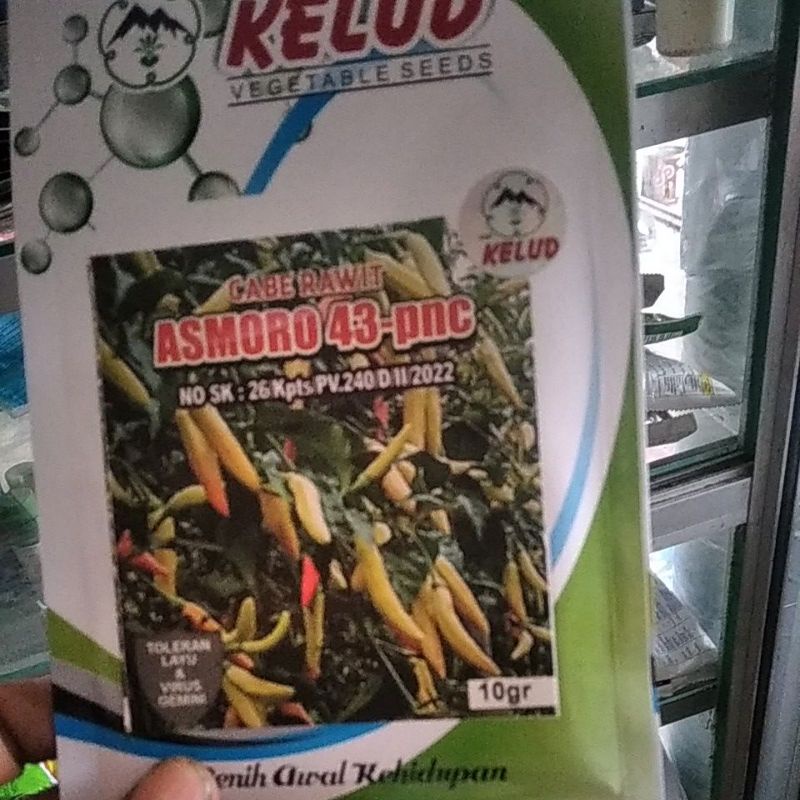 KELUD
VEGETABLE SEEDS
KELUD
CABE RAWIT
ASMORO 43-pnc
NO SK : 26 Kpts PV.240 D 11 2022
TOLERAN
LAYU
&
VIRUS
GEMINI
10gr
Benih Awal Kehidupan